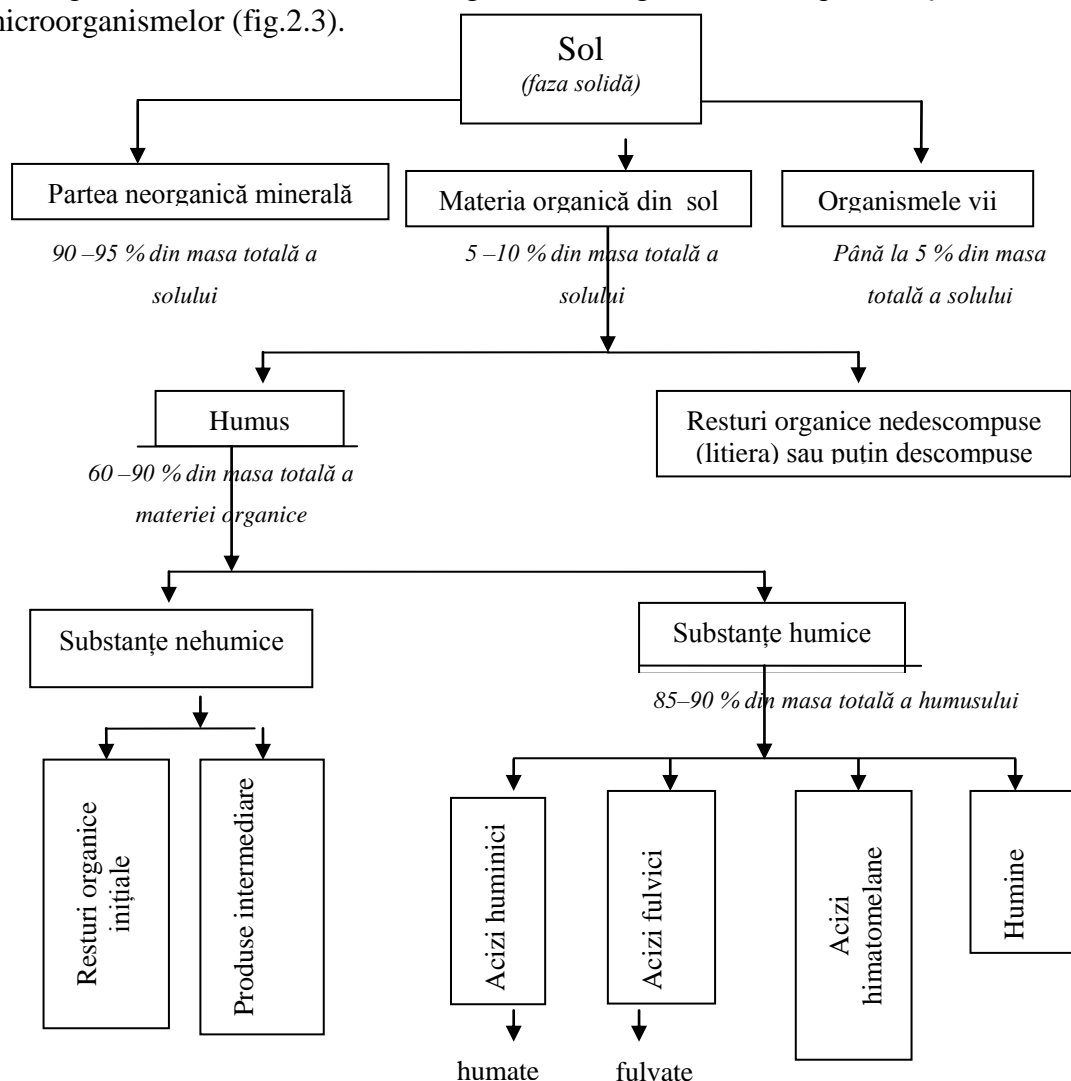 microorganismelor (fig.2.3).
Sol
(faza solidă)
Partea neorganică minerală
Materia organică din sol
Organismele vii
90 –95 % din masa totală a
solului
5 –10 % din masa totală a
solului
Până la 5 % din masa
totală a solului
Humus
Resturi organice nedescompuse
(litiera) sau puțin descompuse
60 –90 % din masa totală a
materiei organice
Substanțe nehumice
Substanțe humice
85–90 % din masa totală a humusului
Resturi organice
inițiale
Produse intermediare
Acizi huminici
Acizi fulvici
Acizi
himatomelane
Humine
humate
fulvate